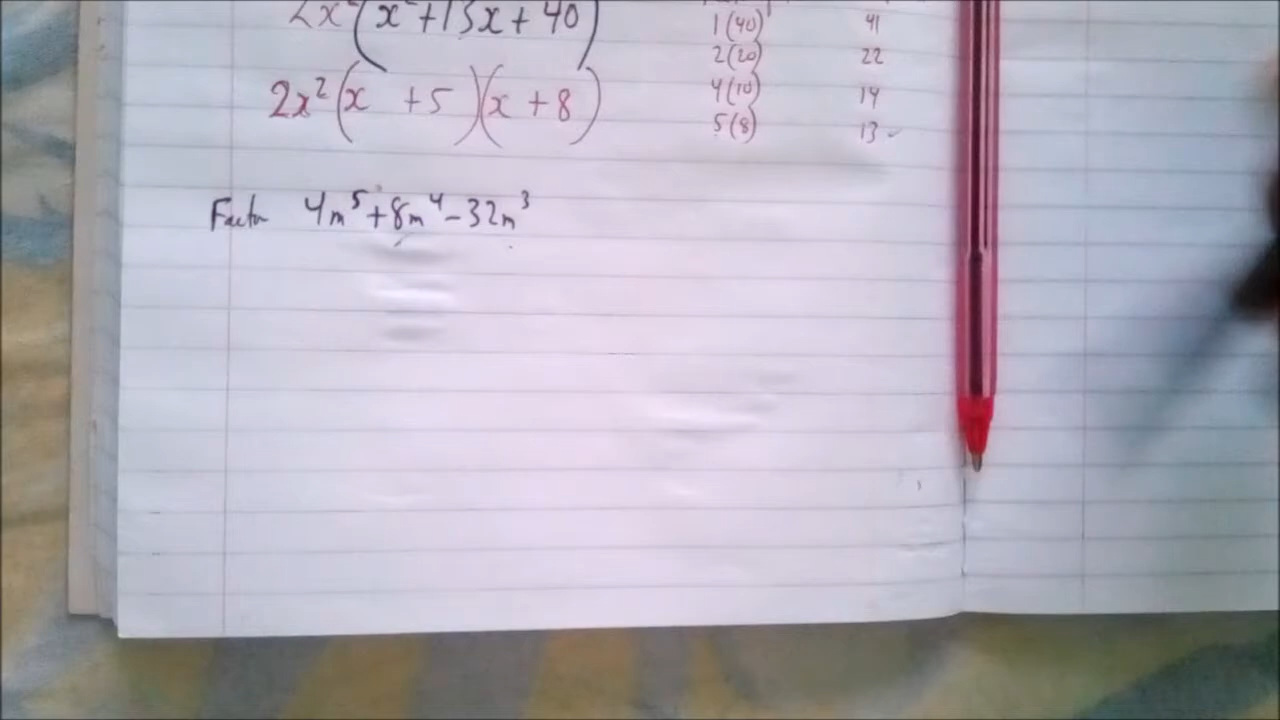 2x²(x²+13x+40) 1(40) 41
2(20) 22
2x²(x +5)(x +8) 4(10) 14
5(8) 13 ✓
Factor 4m⁵+8m⁴-32m³